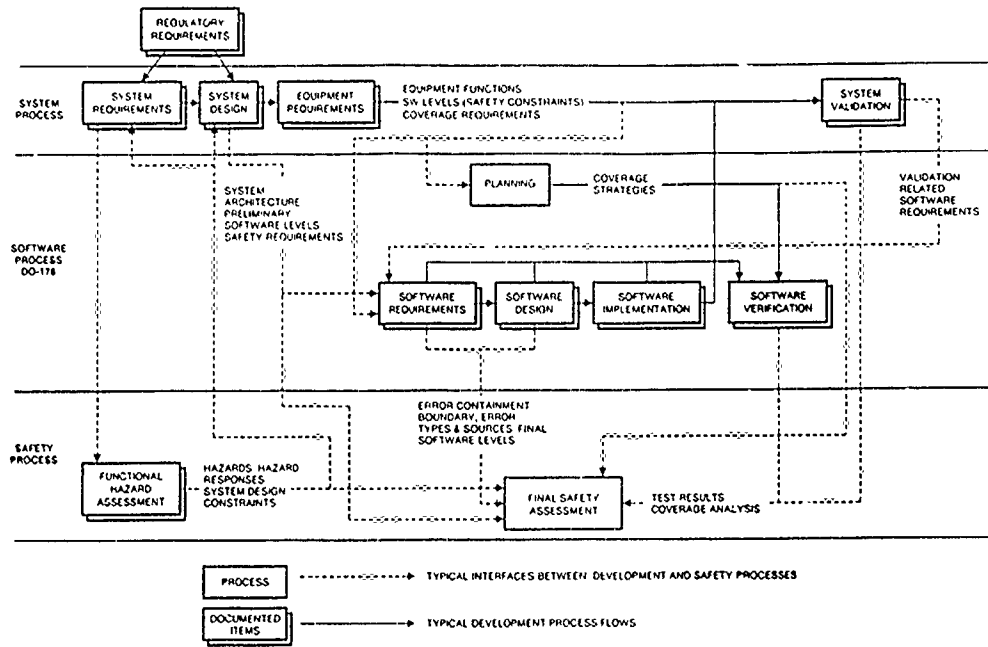 REGULATORY
REQUIREMENTS
SYSTEM
PROCESS
SYSTEM
REQUIREMENTS
SYSTEM
DESIGN
EQUIPMENT
REQUIREMENTS
EQUIPMENT FUNCTIONS
SW LEVELS (SAFETY CONSTRAINTS)
COVERAGE REQUIREMENTS
SYSTEM
VALIDATION
SYSTEM
ARCHITECTURE
PRELIMINARY
SOFTWARE LEVELS
SAFETY REQUIREMENTS
PLANNING
COVERAGE
STRATEGIES
VALIDATION
RELATED
SOFTWARE
REQUIREMENTS
SOFTWARE
PROCESS
DO-178
SOFTWARE
REQUIREMENTS
SOFTWARE
DESIGN
SOFTWARE
IMPLEMENTATION
SOFTWARE
VERIFICATION
ERROR CONTAINMENT
BOUNDARY, ERROR
TYPES & SOURCES FINAL
SOFTWARE LEVELS
SAFETY
PROCESS
FUNCTIONAL
HAZARD
ASSESSMENT
HAZARDS, HAZARD
RESPONSES
SYSTEM DESIGN
CONSTRAINTS
FINAL SAFETY
ASSESSMENT
TEST RESULTS
COVERAGE ANALYSIS
PROCESS
TYPICAL INTERFACES BETWEEN DEVELOPMENT AND SAFETY PROCESSES
DOCUMENTED
ITEMS
TYPICAL DEVELOPMENT PROCESS FLOWS